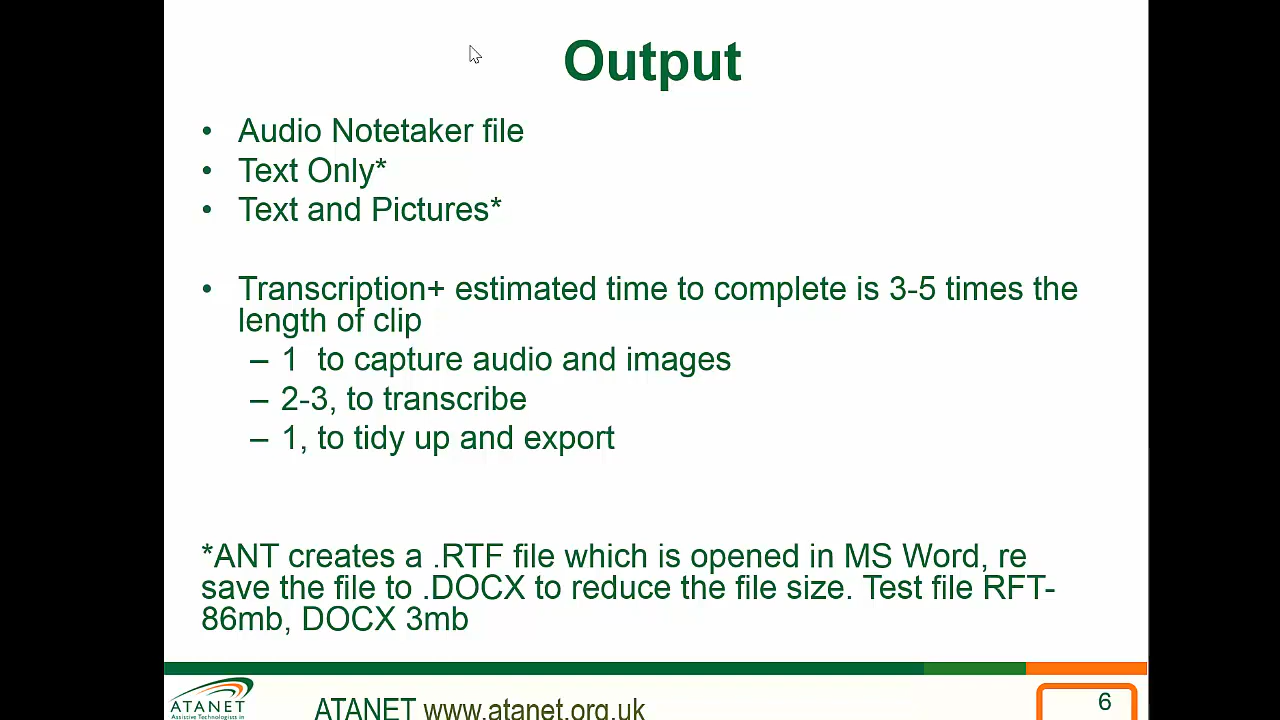 Output
• Audio Notetaker file
• Text Only*
• Text and Pictures*
• Transcription+ estimated time to complete is 3-5 times the
length of clip
– 1  to capture audio and images
– 2-3, to transcribe
– 1, to tidy up and export
*ANT creates a .RTF file which is opened in MS Word, re
save the file to .DOCX to reduce the file size. Test file RFT-
86mb, DOCX 3mb
ATANET
Assistive Technologists in
ATANET www.atanet.org.uk
6